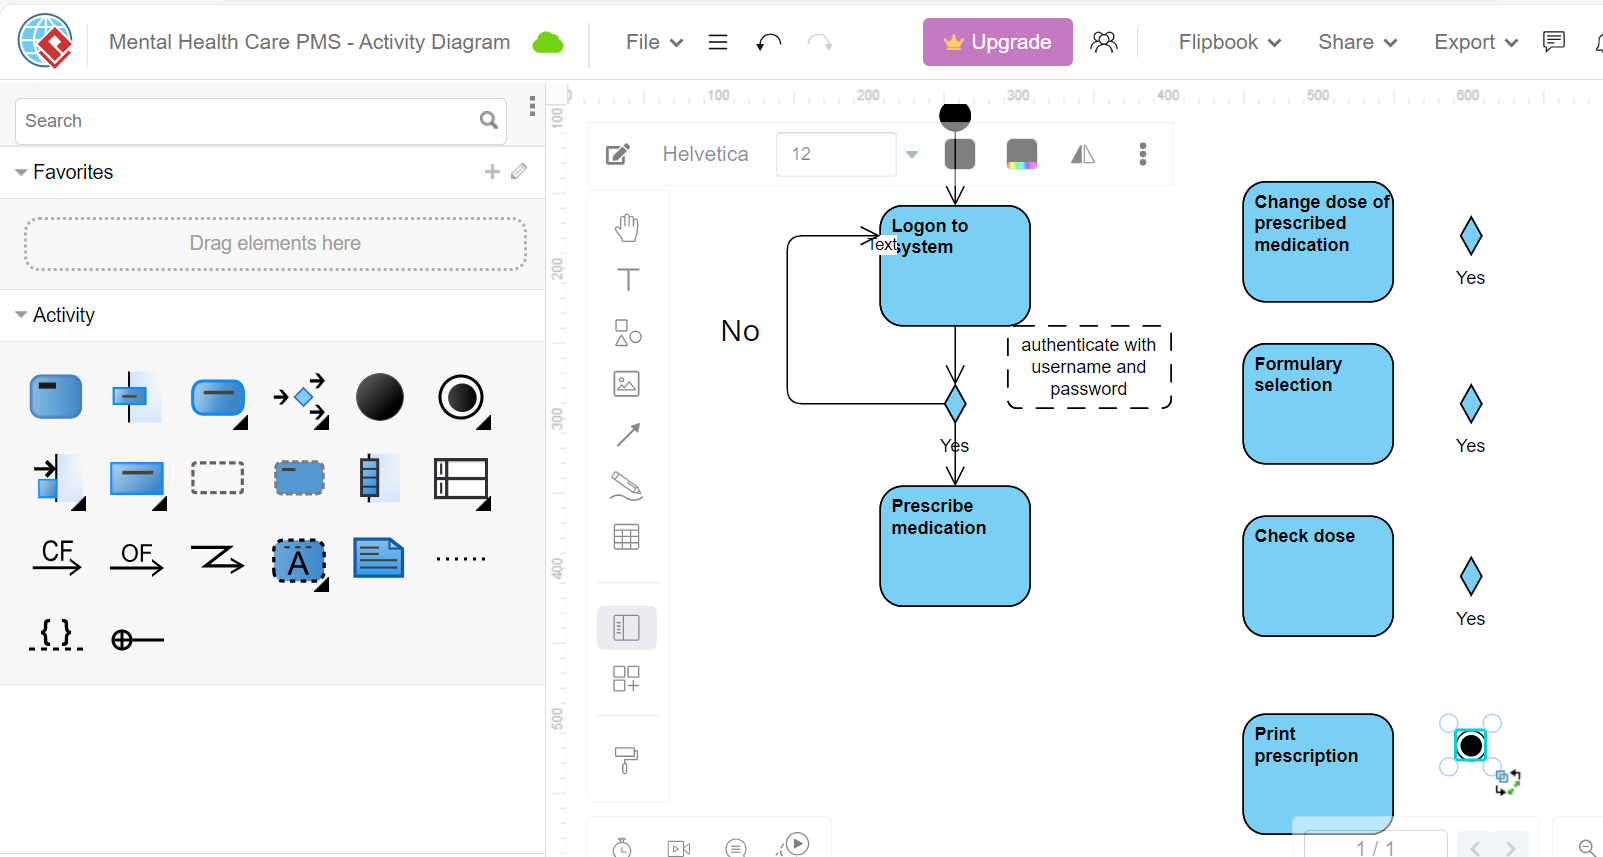 Mental Health Care PMS - Activity Diagram
File
Upgrade
Flipbook
Share
Export
Search
Favorites
Drag elements here
Activity
CF
OF
A
{ }
Helvetica
12
0
100
200
300
400
500
600
100
200
300
400
500
Logon to
system
Text
No
authenticate with
username and
password
Yes
Prescribe
medication
Change dose of
prescribed
medication
Yes
Formulary
selection
Yes
Check dose
Yes
Print
prescription
1 / 1